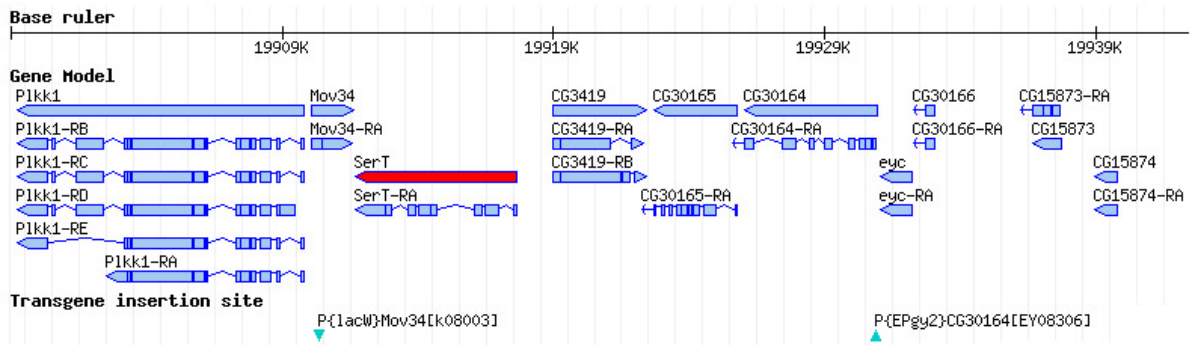 Base ruler
19909K 19919K 19929K 19939K
Gene Model
Plkk1 Mov34 CG3419 CG30165 CG30164 CG30166 CG15873-RA
Plkk1-RB Mov34-RA CG3419-RA CG30164-RA CG30166-RA CG15873
Plkk1-RC SerT CG3419-RB eyc CG15874
Plkk1-RD SerT-RA CG30165-RA eyc-RA CG15874-RA
Plkk1-RE
Plkk1-RA
Transgene insertion site
P{lacW}Mov34[k08003] P{EPgy2}CG30164[EY08306]